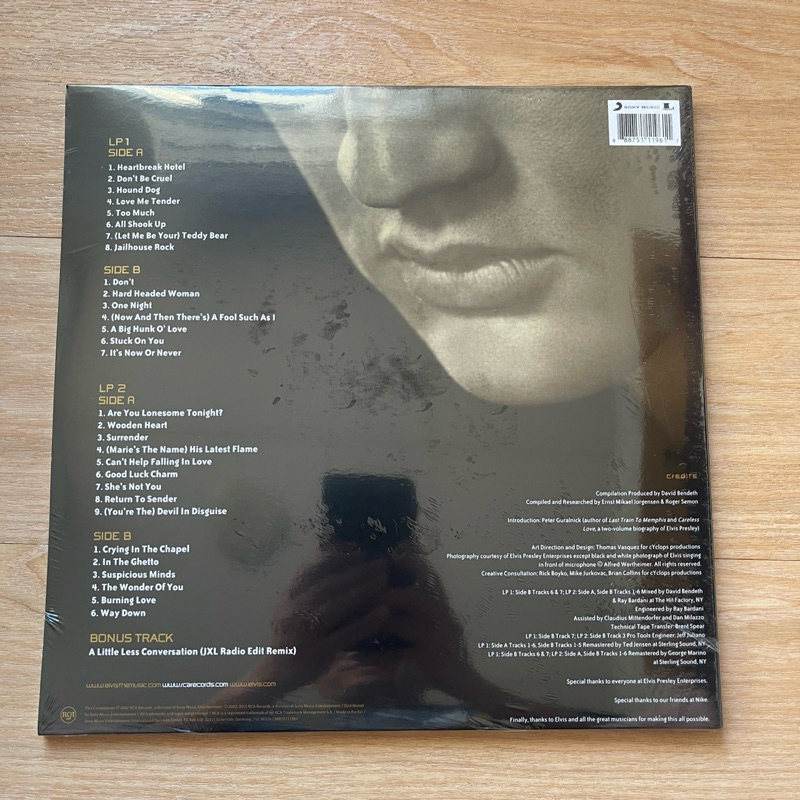 SONY MUSIC
LP 1
SIDE A
1. Heartbreak Hotel
2. Don't Be Cruel
3. Hound Dog
4. Love Me Tender
5. Too Much
6. All Shook Up
7. (Let Me Be Your) Teddy Bear
8. Jailhouse Rock
SIDE B
1. Don't
2. Hard Headed Woman
3. One Night
4. (Now And Then There's) A Fool Such As I
5. A Big Hunk O' Love
6. Stuck On You
7. It's Now Or Never
LP 2
SIDE A
1. Are You Lonesome Tonight?
2. Wooden Heart
3. Surrender
4. (Marie's The Name) His Latest Flame
5. Can't Help Falling In Love
6. Good Luck Charm
7. She's Not You
8. Return To Sender
9. (You're The) Devil In Disguise
SIDE B
1. Crying In The Chapel
2. In The Ghetto
3. Suspicious Minds
4. The Wonder Of You
5. Burning Love
6. Way Down
BONUS TRACK
A Little Less Conversation (JXL Radio Edit Remix)
www.elvisthemusic.com www.rcarecords.com www.elvis.com
credits
Compilation Produced by David Bendeth
Compiled and Researched by Ernst Mikael Jorgensen & Roger Semon
Introduction: Peter Guralnick (author of Last Train To Memphis and Careless
Love, a two-volume biography of Elvis Presley)
Art Direction and Design: Thomas Vasquez for cYclops productions
Photography courtesy of Elvis Presley Enterprises except black and white photograph of Elvis singing
in front of microphone © Alfred Wertheimer. All rights reserved.
Creative Consultation: Rick Boyko, Mike Jurkovac, Brian Collins for cYclops productions
LP 1: Side B Tracks 6 & 7; LP 2: Side A, Side B Tracks 1-6 Mixed by David Bendeth
& Ray Bardani at The Hit Factory, NY
Engineered by Ray Bardani
Assisted by Claudius Mittendorfer and Dan Milazzo
Technical Tape Transfer: Brent Spear
LP 1: Side B Track 7; LP 2: Side B Track 3 Pro Tools Engineer: Jeff Juliano
LP 1: Side A Tracks 1-6, Side B Tracks 1-5 Remastered by Ted Jensen at Sterling Sound, NY
LP 1: Side B Tracks 6 & 7; LP 2: Side A, Side B Tracks 1-6 Remastered by George Marino
at Sterling Sound, NY
Special thanks to everyone at Elvis Presley Enterprises.
Special thanks to our friends at Nike.
Finally, thanks to Elvis and all the great musicians for making this all possible.